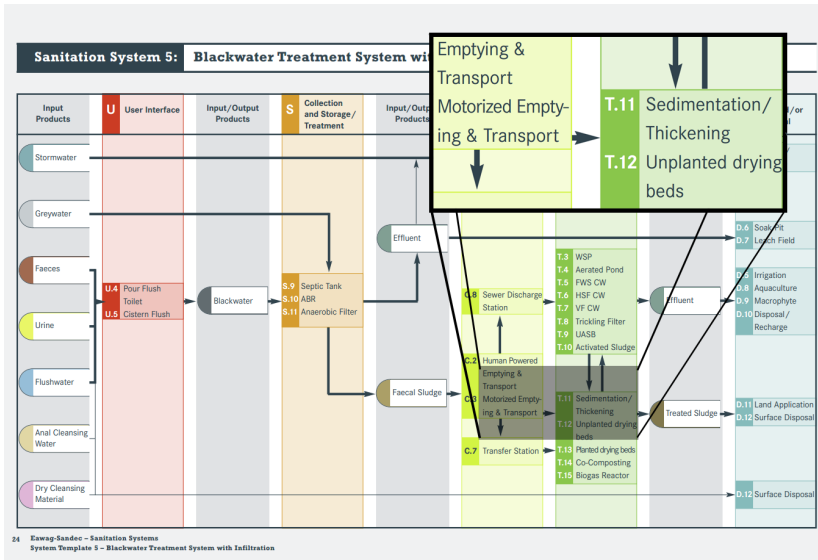 Sanitation System 5: Blackwater Treatment System
Input
Products
U User Interface
Input/Output
Products
S Collection
and Storage/
Treatment
Products
Emptying &
Transport
Motorized Empty-
ing & Transport
T.11 Sedimentation/
Thickening
T.12 Unplanted drying
beds
Stormwater
Greywater
Faeces
Urine
Flushwater
Anal Cleansing
Water
Dry Cleansing
Material
U.4 Pour Flush
Toilet
U.5 Cistern Flush
Blackwater
S.9 Septic Tank
S.10 ABR
S.11 Anaerobic Filter
Effluent
Faecal Sludge
C.8 Sewer Discharge
Station
C.2 Human Powered
Emptying &
Transport
C.3 Motorized Empty-
ing & Transport
C.7 Transfer Station
T.3 WSP
T.4 Aerated Pond
T.5 FWS CW
T.6 HSF CW
T.7 VF CW
T.8 Trickling Filter
T.9 UASB
T.10 Activated Sludge
T.11 Sedimentation/
Thickening
T.12 Unplanted drying
beds
T.13 Planted drying beds
T.14 Co-Composting
T.15 Biogas Reactor
Effluent
Treated Sludge
D.6 Soak Pit
D.7 Leach Field
D.5 Irrigation
D.8 Aquaculture
D.9 Macrophyte
D.10 Disposal/
Recharge
D.11 Land Application
D.12 Surface Disposal
D.12 Surface Disposal
24 Eawag-Sandec – Sanitation Systems
System Template 5 – Blackwater Treatment System with Infiltration